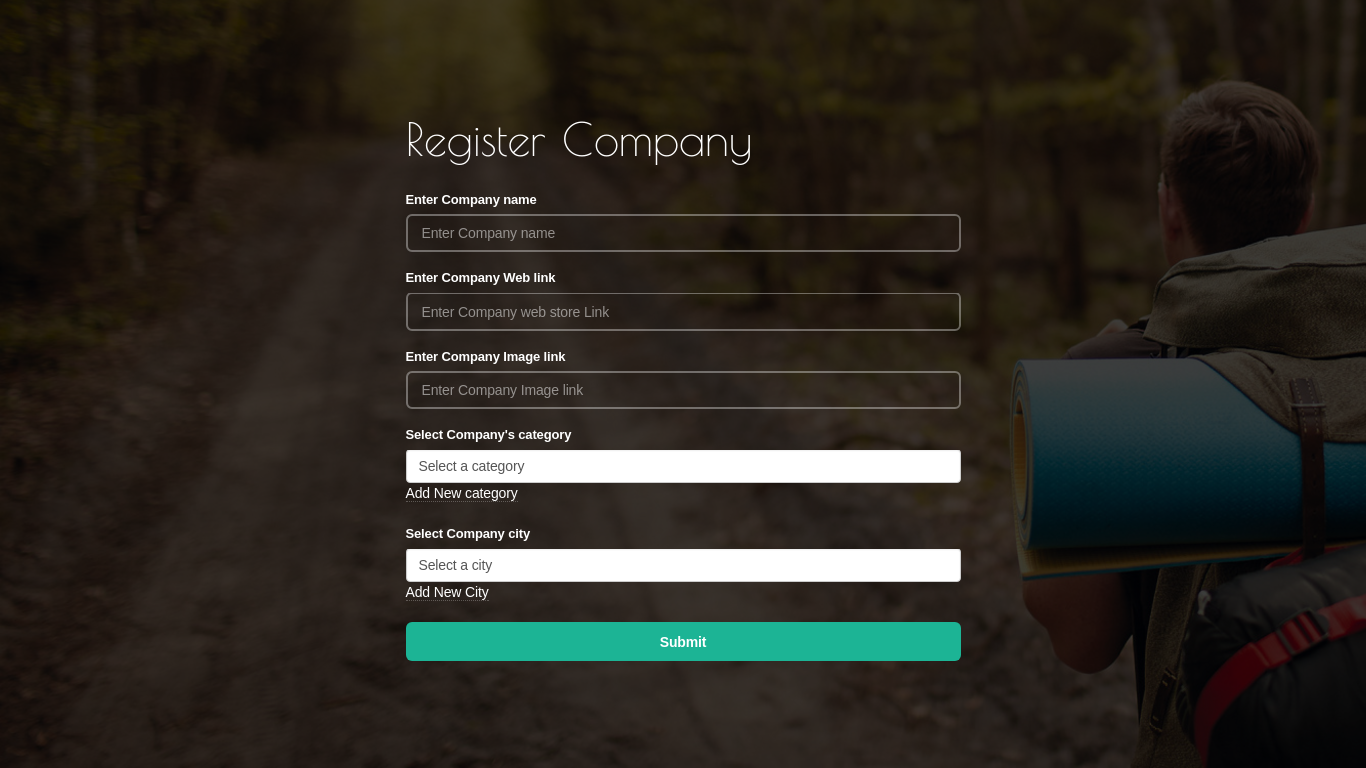 Register Company
Enter Company name
Enter Company name
Enter Company Web link
Enter Company web store Link
Enter Company Image link
Enter Company Image link
Select Company's category
Select a category
Add New category
Select Company city
Select a city
Add New City
Submit